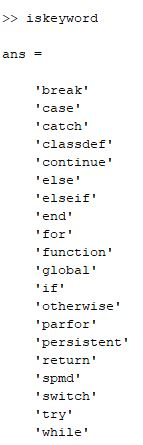 >> iskeyword
ans =
'break'
'case'
'catch'
'classdef'
'continue'
'else'
'elseif'
'end'
'for'
'function'
'global'
'if'
'otherwise'
'parfor'
'persistent'
'return'
'spmd'
'switch'
'try'
'while'